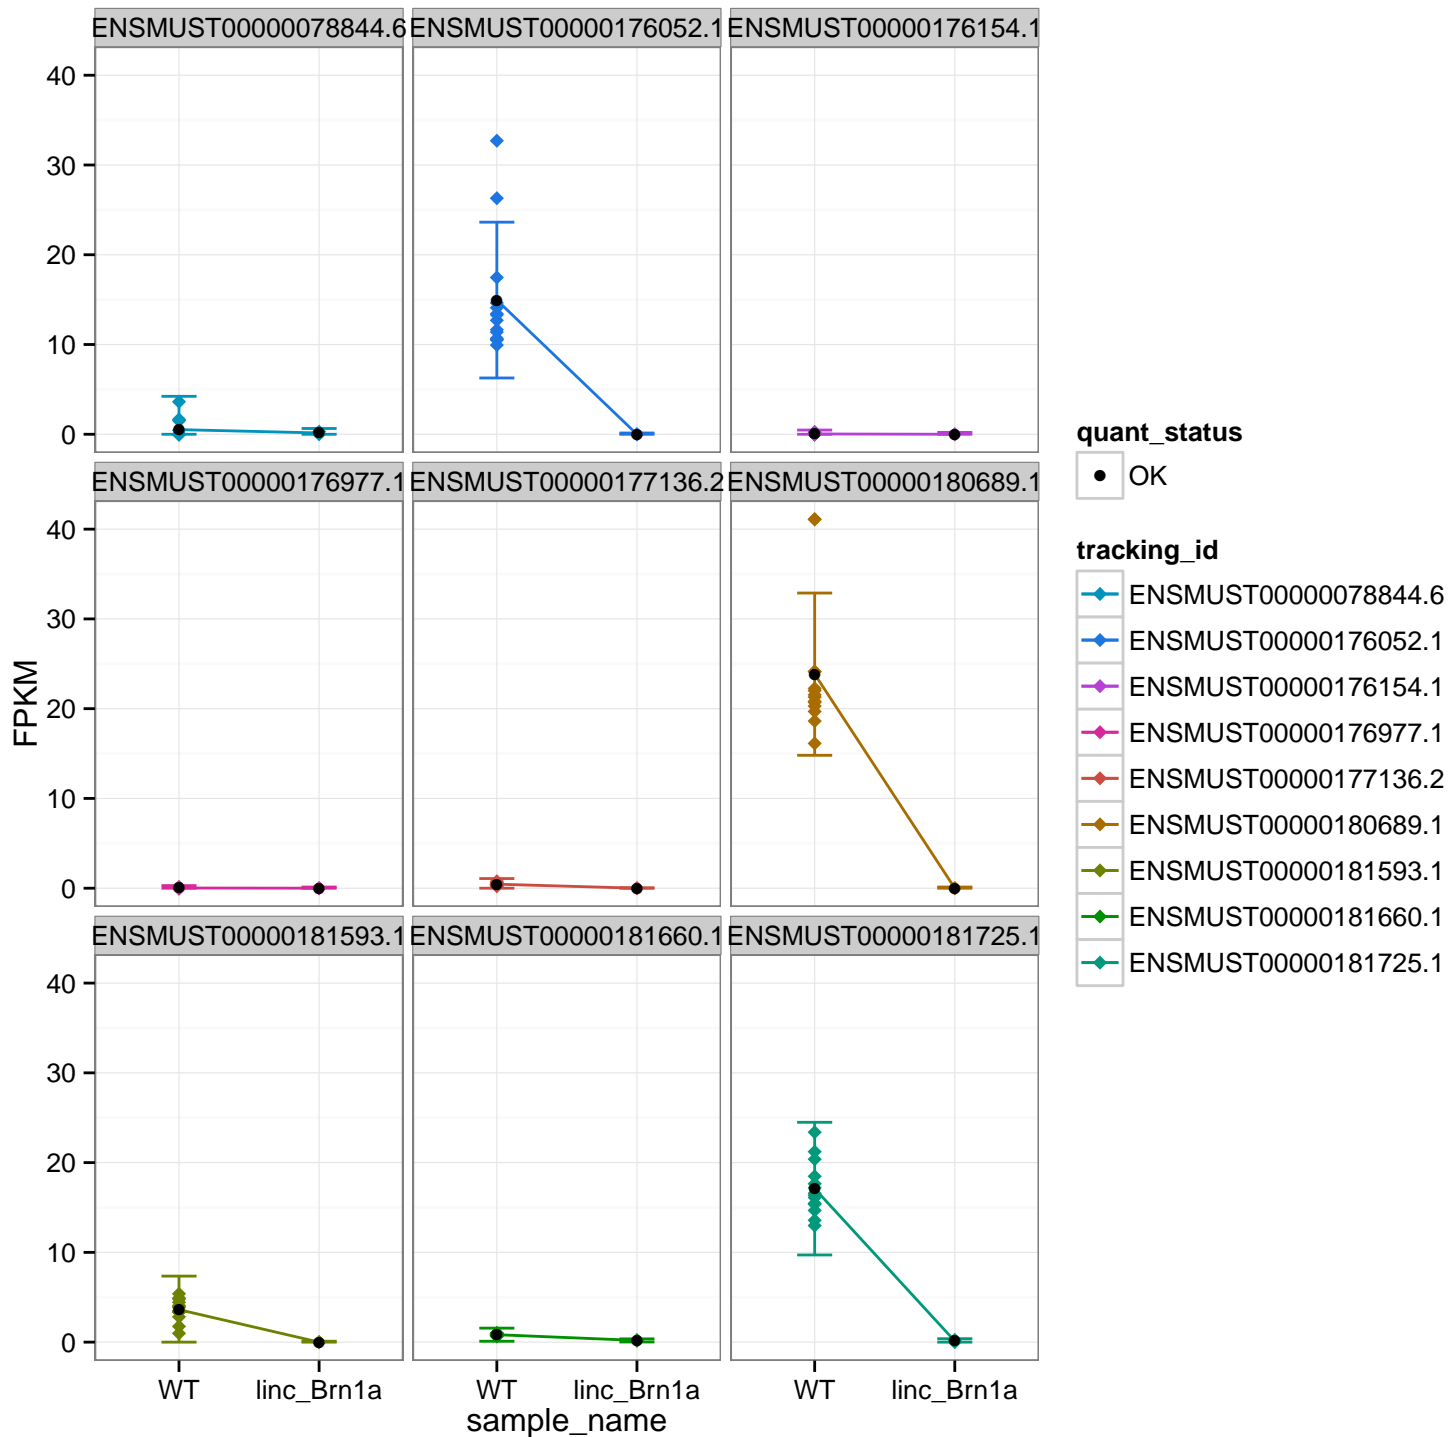 ENSMUST00000078844.6 ENSMUST00000176052.1 ENSMUST00000176154.1
40
30
20
10
0
ENSMUST00000176977.1 ENSMUST00000177136.2 ENSMUST00000180689.1
40
30
20
10
0
ENSMUST00000181593.1 ENSMUST00000181660.1 ENSMUST00000181725.1
40
30
20
10
0
WT linc_Brn1a WT linc_Brn1a WT linc_Brn1a
sample_name
FPKM
quant_status
OK
tracking_id
ENSMUST00000078844.6
ENSMUST00000176052.1
ENSMUST00000176154.1
ENSMUST00000176977.1
ENSMUST00000177136.2
ENSMUST00000180689.1
ENSMUST00000181593.1
ENSMUST00000181660.1
ENSMUST00000181725.1